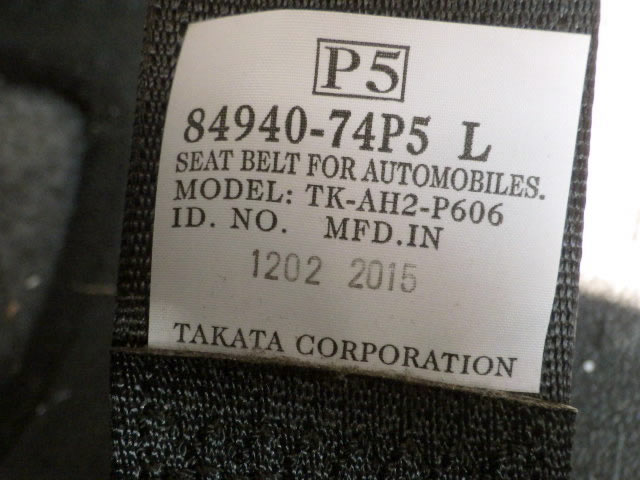 P5
84940-74P5 L
SEAT BELT FOR AUTOMOBILES.
MODEL: TK-AH2-P606
ID. NO. MFD.IN
1202 2015
TAKATA CORPORATION